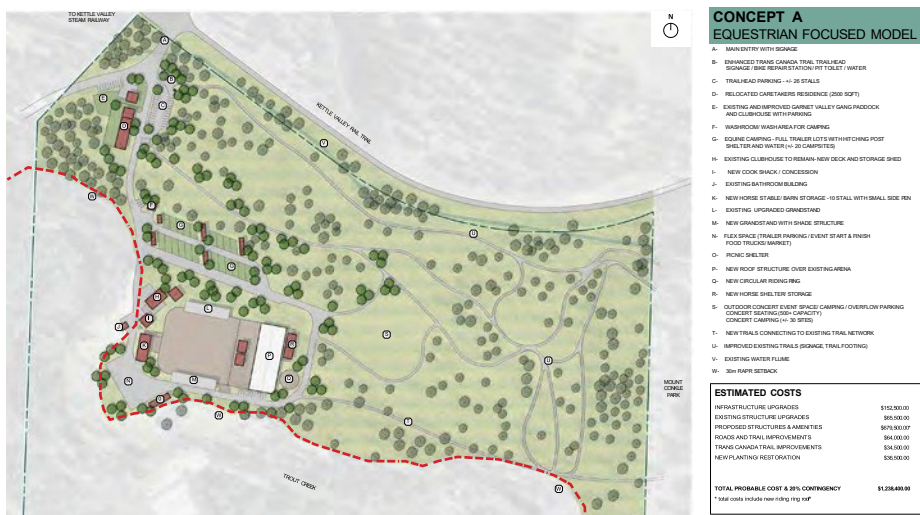 TO KETTLE VALLEY
STEAM RAILWAY
N
KETTLE VALLEY RAIL TRAIL
MOUNT
CONKLE
PARK
TROUT CREEK
A
B
C
E
D
V
W
F
G
U
G
H
L
I
J
K
P
R
S
U
Q
N
M
O
W
T
W
CONCEPT A
EQUESTRIAN FOCUSED MODEL
A- MAIN ENTRY WITH SIGNAGE
B- ENHANCED TRANS CANADA TRAIL TRAILHEAD
SIGNAGE / BIKE REPAIR STATION / PIT TOILET / WATER
C- TRAILHEAD PARKING - +/- 26 STALLS
D- RELOCATED CARETAKERS RESIDENCE (2500 SQFT)
E- EXISTING AND IMPROVED GARNET VALLEY GANG PADDOCK
AND CLUBHOUSE WITH PARKING
F- WASHROOM/ WASH AREA FOR CAMPING
G- EQUINE CAMPING - FULL TRAILER LOTS WITH HITCHING POST
SHELTER AND WATER (+/- 20 CAMPSITES)
H- EXISTING CLUBHOUSE TO REMAIN - NEW DECK AND STORAGE SHED
I- NEW COOK SHACK / CONCESSION
J- EXISTING BATHROOM BUILDING
K- NEW HORSE STABLE/ BARN STORAGE - 10 STALL WITH SMALL SIDE PEN
L- EXISTING UPGRADED GRANDSTAND
M- NEW GRANDSTAND WITH SHADE STRUCTURE
N- FLEX SPACE (TRAILER PARKING / EVENT START & FINISH
FOOD TRUCKS/ MARKET)
O- PICNIC SHELTER
P- NEW ROOF STRUCTURE OVER EXISTING ARENA
Q- NEW CIRCULAR RIDING RING
R- NEW HORSE SHELTER/ STORAGE
S- OUTDOOR CONCERT EVENT SPACE/ CAMPING / OVERFLOW PARKING
CONCERT SEATING (500+ CAPACITY)
CONCERT CAMPING (+/- 30 SITES)
T- NEW TRIALS CONNECTING TO EXISTING TRAIL NETWORK
U- IMPROVED EXISTING TRAILS (SIGNAGE, TRAIL FOOTING)
V- EXISTING WATER FLUME
W- 30m RAPR SETBACK
ESTIMATED COSTS
INFRASTRUCTURE UPGRADES $152,500.00
EXISTING STRUCTURE UPGRADES $65,500.00
PROPOSED STRUCTURES & AMENITIES $679,500.00*
ROADS AND TRAIL IMPROVEMENTS $64,000.00
TRANS CANADA TRAIL IMPROVEMENTS $34,500.00
NEW PLANTING/ RESTORATION $36,500.00
TOTAL PROBABLE COST & 20% CONTINGENCY $1,238,400.00
* total costs include new riding ring roof*